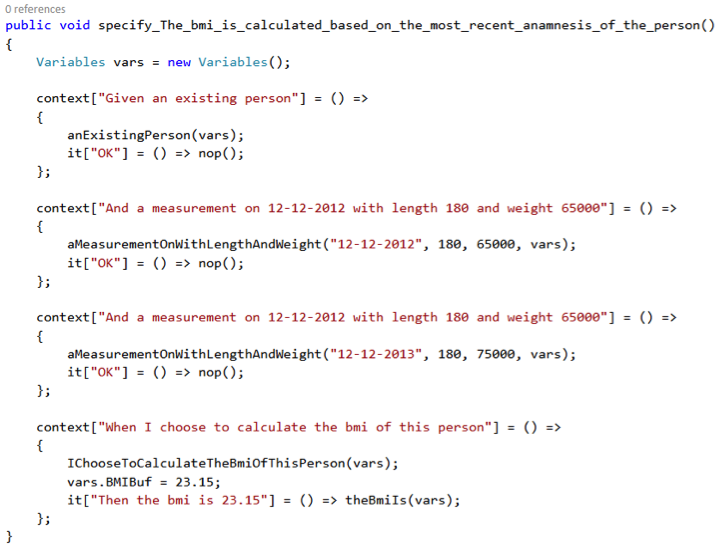 0 references
public void specify_The_bmi_is_calculated_based_on_the_most_recent_anamnesis_of_the_person()
{
    Variables vars = new Variables();

    context["Given an existing person"] = () =>
    {
        anExistingPerson(vars);
        it["OK"] = () => nop();
    };

    context["And a measurement on 12-12-2012 with length 180 and weight 65000"] = () =>
    {
        aMeasurementOnWithLengthAndWeight("12-12-2012", 180, 65000, vars);
        it["OK"] = () => nop();
    };

    context["And a measurement on 12-12-2012 with length 180 and weight 65000"] = () =>
    {
        aMeasurementOnWithLengthAndWeight("12-12-2013", 180, 75000, vars);
        it["OK"] = () => nop();
    };

    context["When I choose to calculate the bmi of this person"] = () =>
    {
        IChooseToCalculateTheBmiOfThisPerson(vars);
        vars.BMIBuf = 23.15;
        it["Then the bmi is 23.15"] = () => theBmiIs(vars);
    };
}